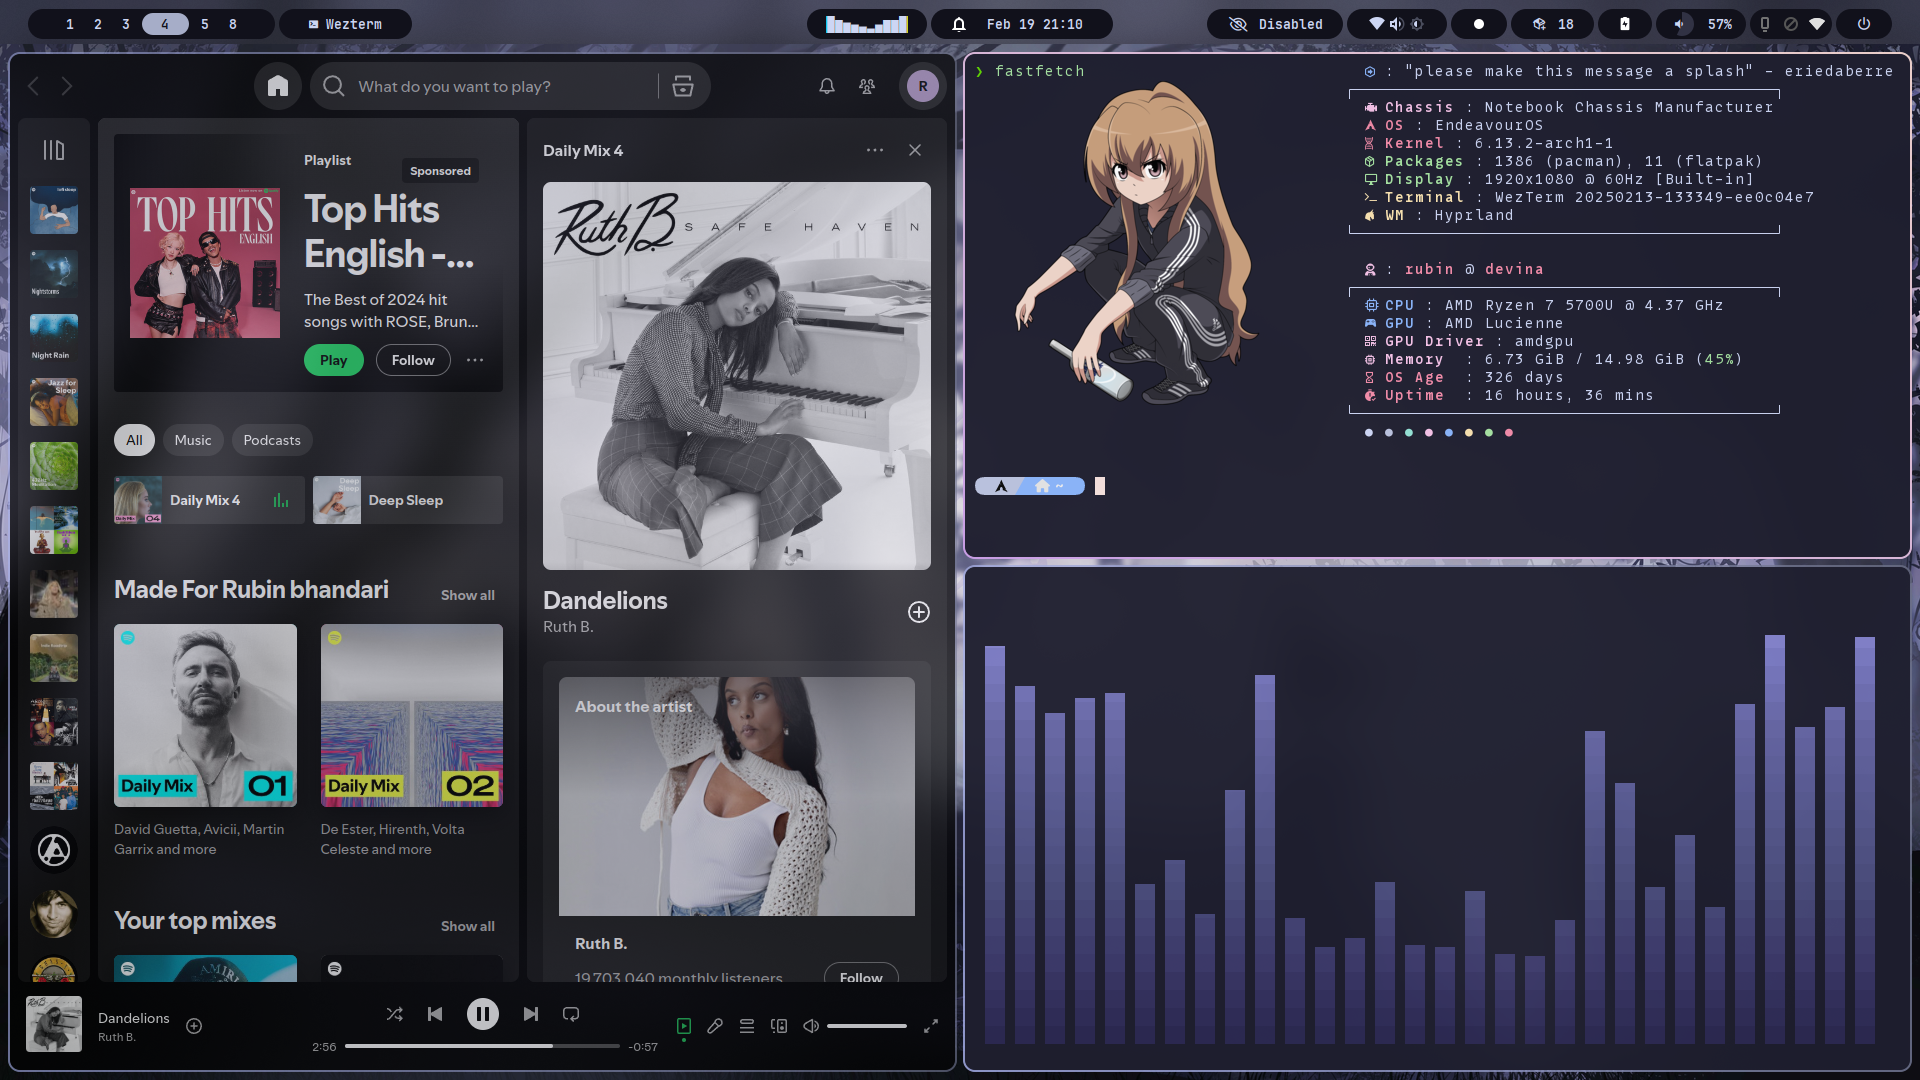 1 2 3 4 5 8
Wezterm
Feb 19 21:10
Disabled
18
57%
What do you want to play?
R
Playlist
Sponsored
TOP HITS
ENGLISH
Top Hits
English -...
The Best of 2024 hit
songs with ROSE, Brun...
Play
Follow
Nightstorms
Night Rain
Jazz for
Sleep
All
Music
Podcasts
Daily Mix 4
Deep Sleep
Made For Rubin bhandari
Show all
Daily Mix 01
Daily Mix 02
David Guetta, Avicii, Martin
Garrix and more
De Ester, Hirenth, Volta
Celeste and more
Your top mixes
Show all
AMIRI
Daily Mix 4
Ruth B. SAFE HAVEN
Dandelions
Ruth B.
About the artist
Ruth B.
19,703,040 monthly listeners
Follow
Dandelions
Ruth B.
2:56
-0:57
❯ fastfetch
: "please make this message a splash" - eriedaberre
Chassis : Notebook Chassis Manufacturer
OS : EndeavourOS
Kernel : 6.13.2-arch1-1
Packages : 1386 (pacman), 11 (flatpak)
Display : 1920x1080 @ 60Hz [Built-in]
Terminal : WezTerm 20250213-133349-ee0c04e7
WM : Hyprland
: rubin @ devina
CPU : AMD Ryzen 7 5700U @ 4.37 GHz
GPU : AMD Lucienne
GPU Driver : amdgpu
Memory : 6.73 GiB / 14.98 GiB (45%)
OS Age : 326 days
Uptime : 16 hours, 36 mins
~